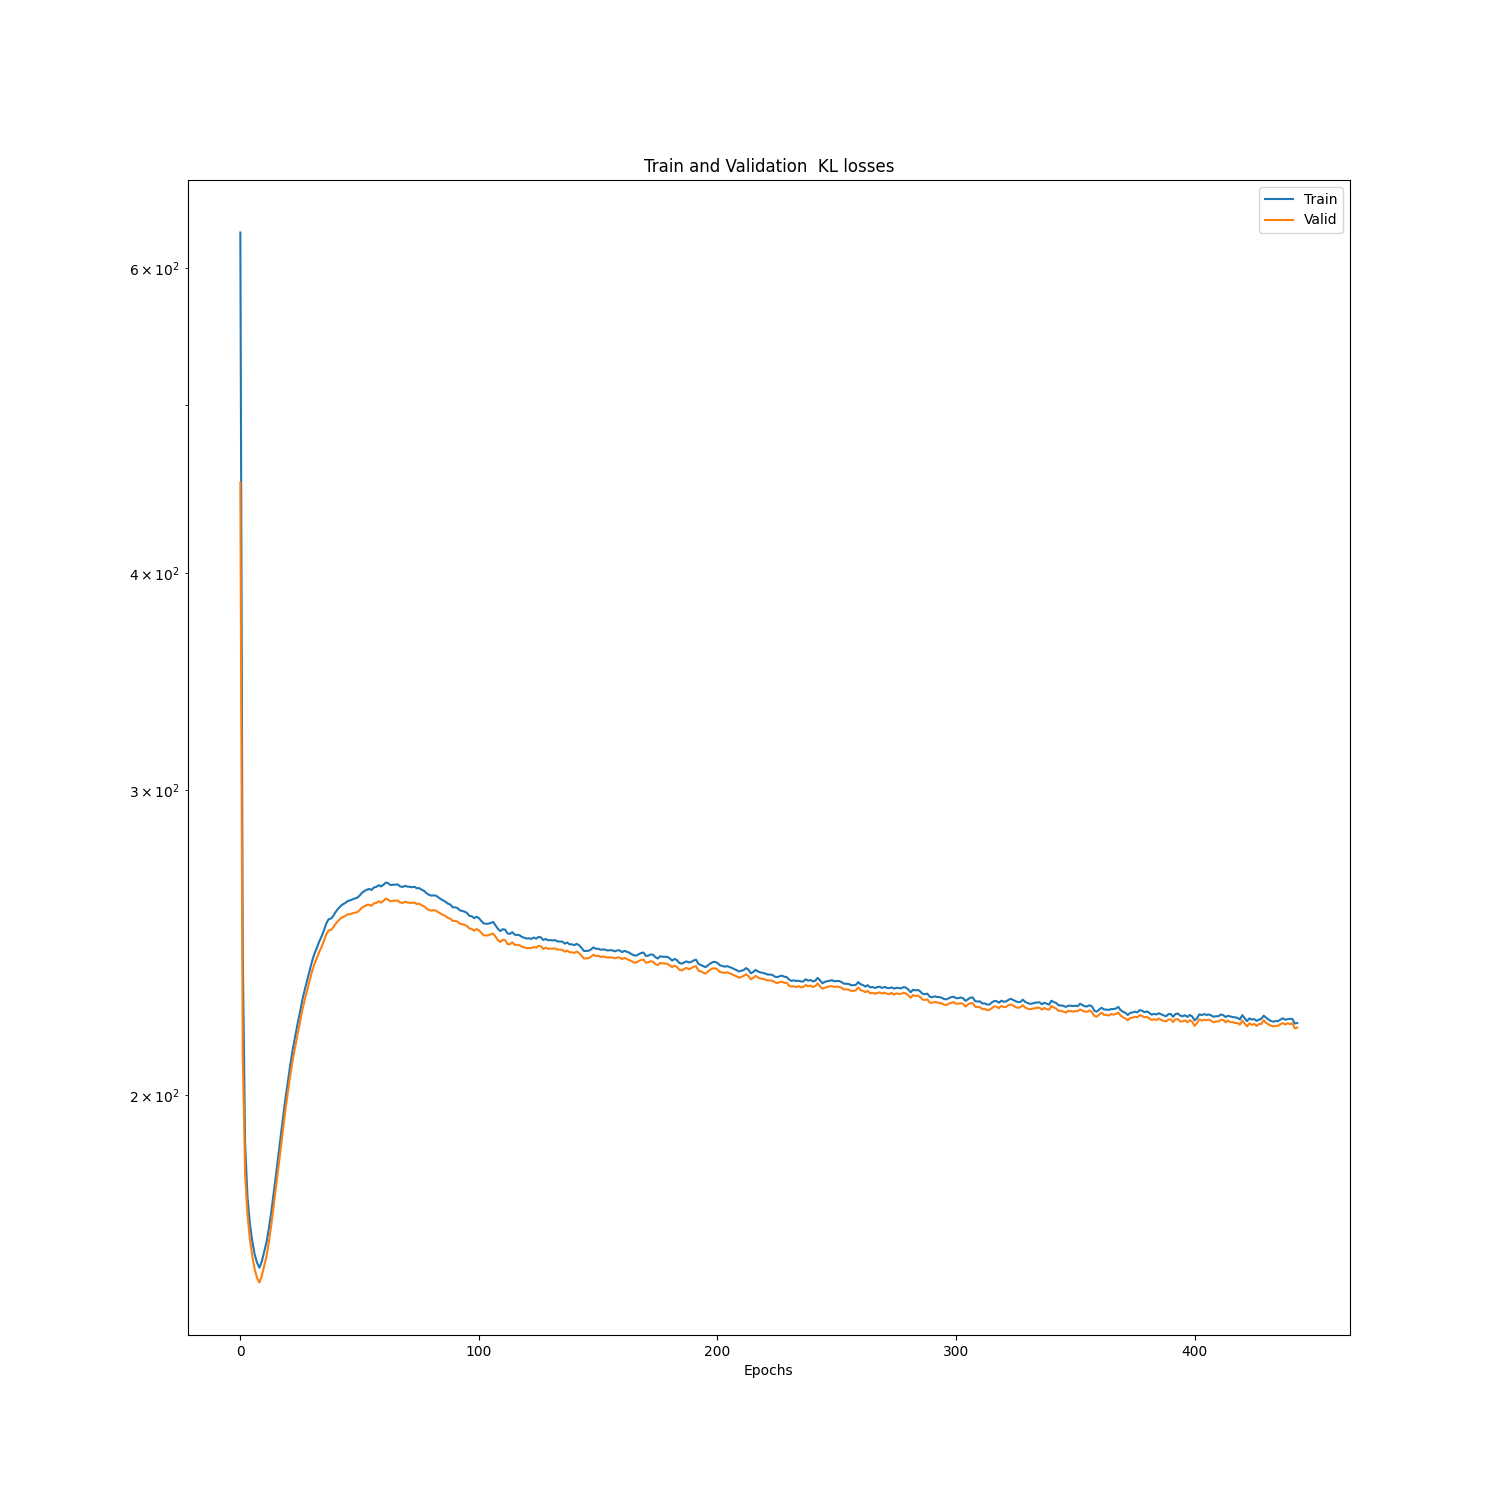 Train and Validation  KL losses
Train
Valid
6 × 10²
4 × 10²
3 × 10²
2 × 10²
0 100 200 300 400
Epochs